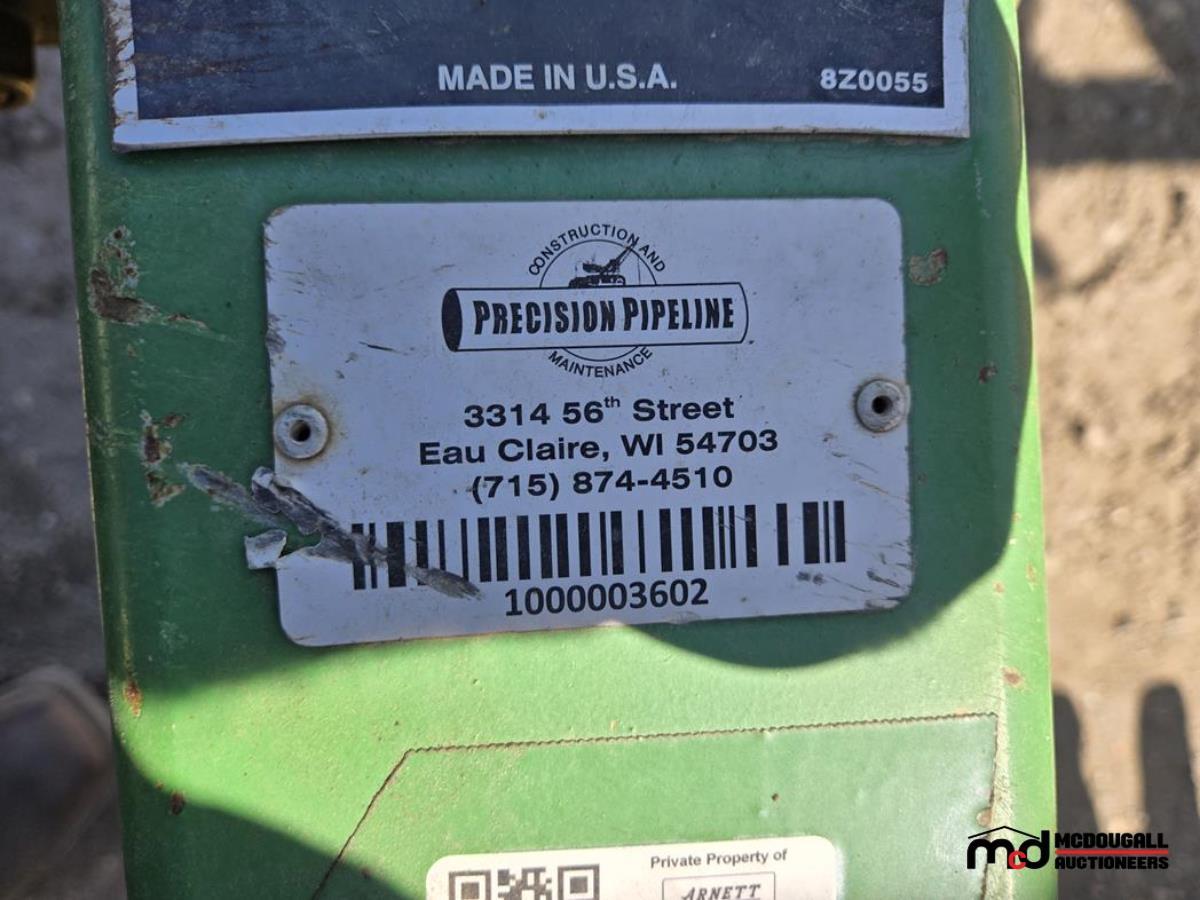 MADE IN U.S.A. 8Z0055
CONSTRUCTION AND
PRECISION PIPELINE
MAINTENANCE
3314 56th Street
Eau Claire, WI 54703
(715) 874-4510
1000003602
Private Property of
ARNETT
mcd MCDOUGALL
AUCTIONEERS